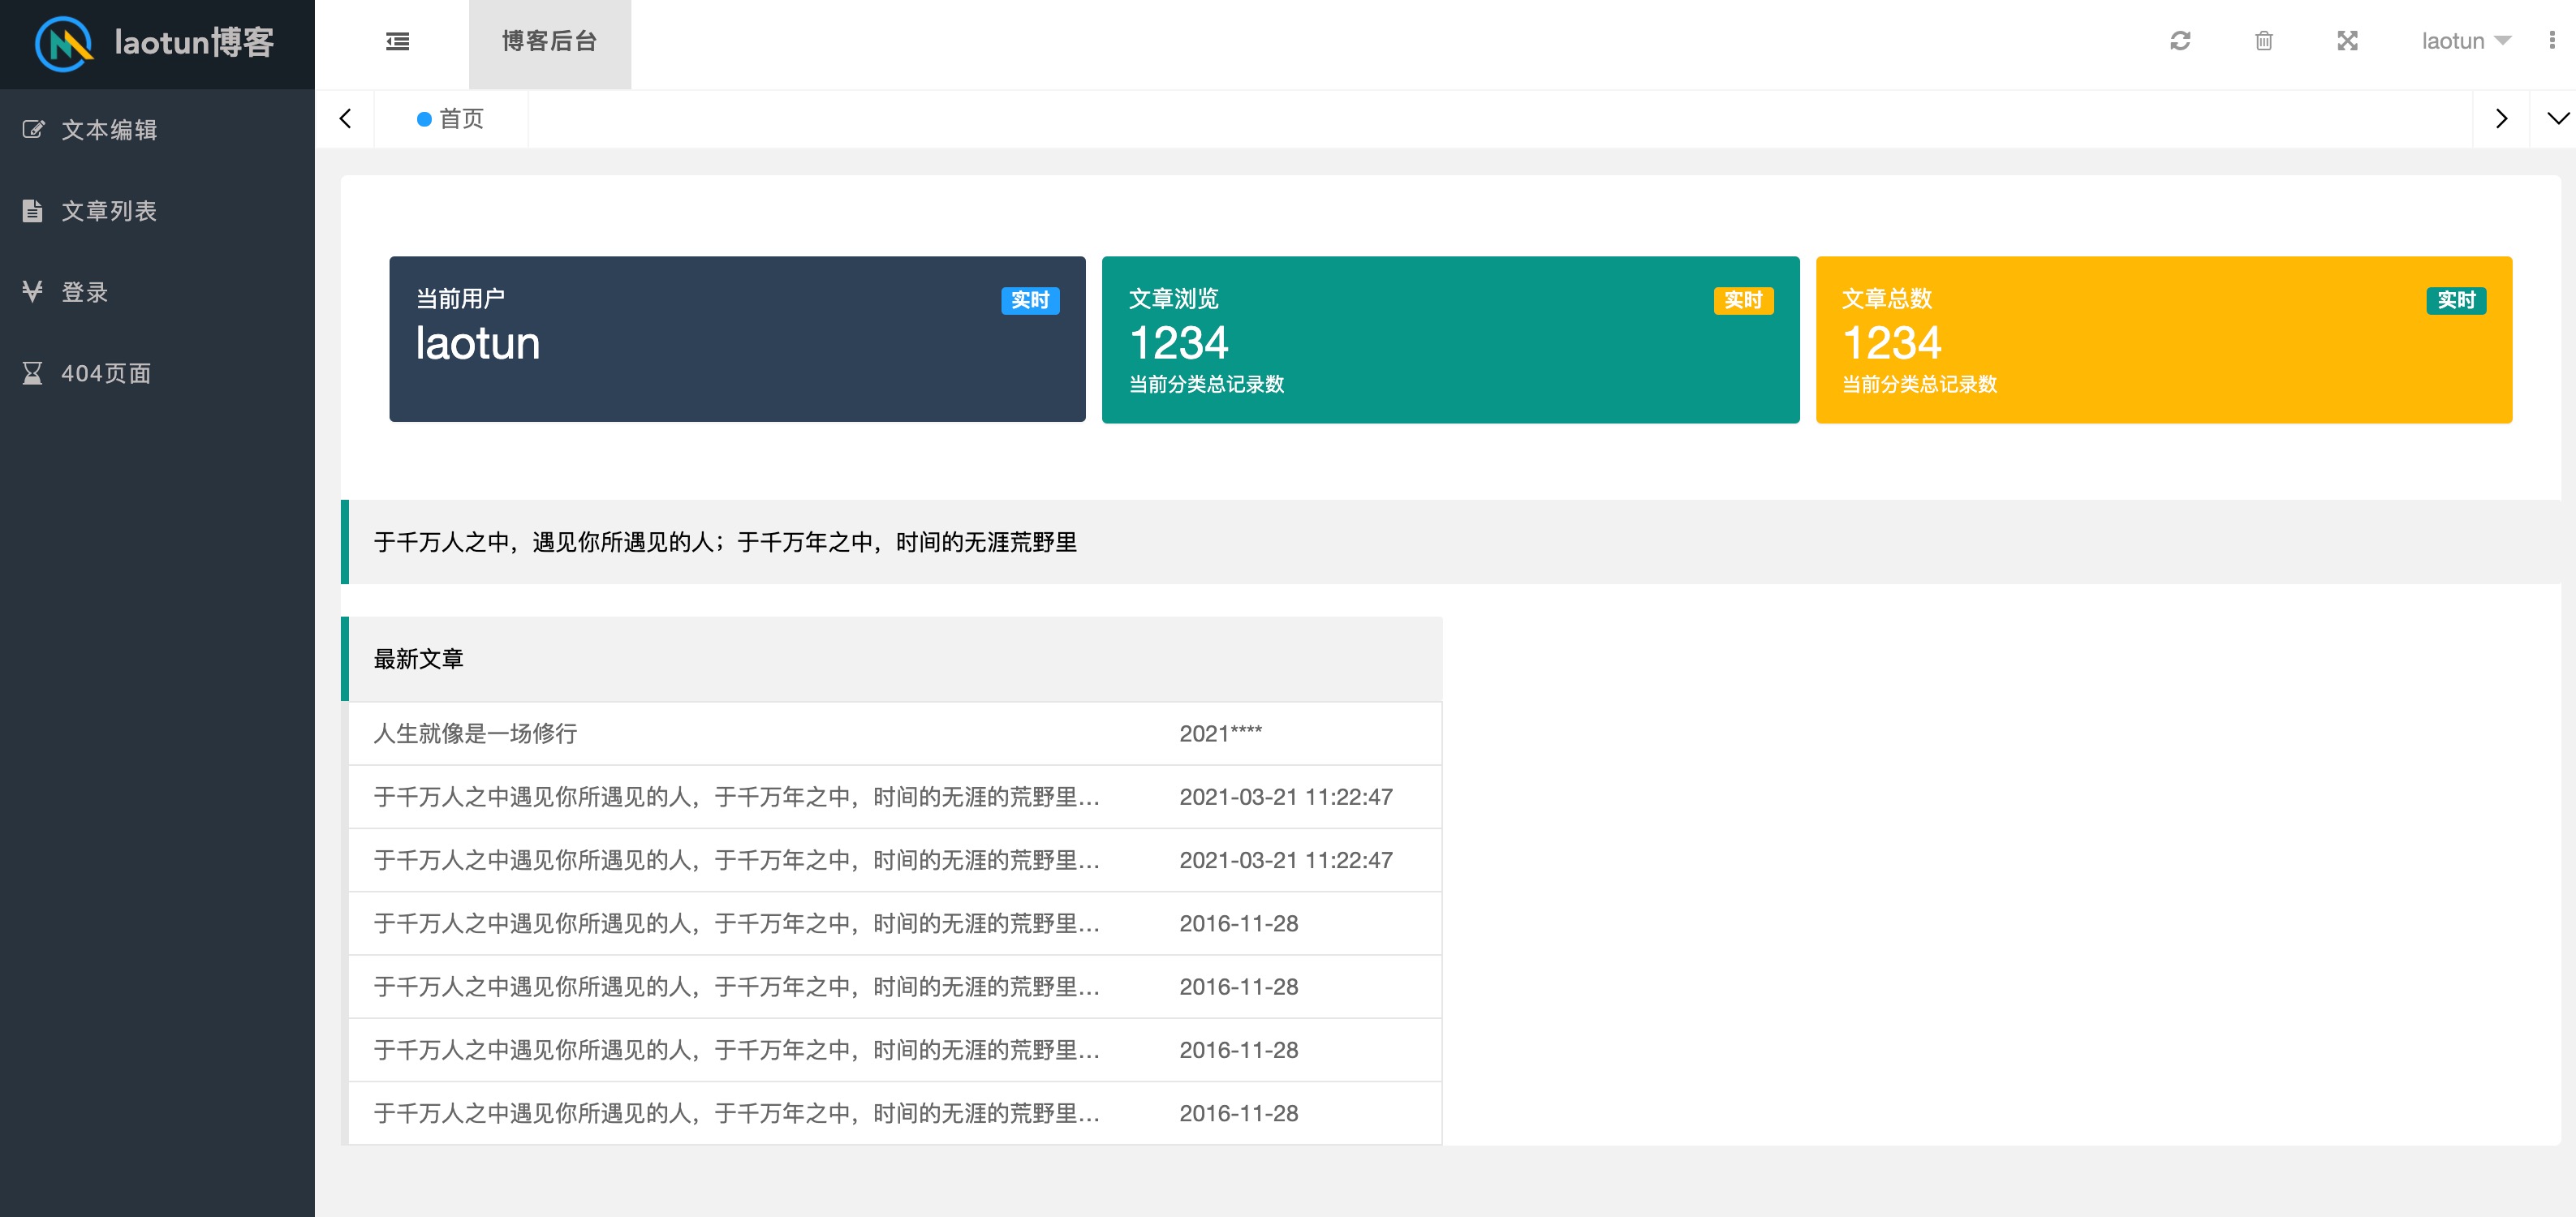 laotun博客
博客后台
laotun
首页
文本编辑
文章列表
登录
404页面
当前用户
实时
laotun
文章浏览
实时
1234
当前分类总记录数
文章总数
实时
1234
当前分类总记录数
于千万人之中，遇见你所遇见的人；于千万年之中，时间的无涯荒野里
最新文章
人生就像是一场修行 2021****
于千万人之中遇见你所遇见的人，于千万年之中，时间的无涯的荒野里... 2021-03-21 11:22:47
于千万人之中遇见你所遇见的人，于千万年之中，时间的无涯的荒野里... 2021-03-21 11:22:47
于千万人之中遇见你所遇见的人，于千万年之中，时间的无涯的荒野里... 2016-11-28
于千万人之中遇见你所遇见的人，于千万年之中，时间的无涯的荒野里... 2016-11-28
于千万人之中遇见你所遇见的人，于千万年之中，时间的无涯的荒野里... 2016-11-28
于千万人之中遇见你所遇见的人，于千万年之中，时间的无涯的荒野里... 2016-11-28